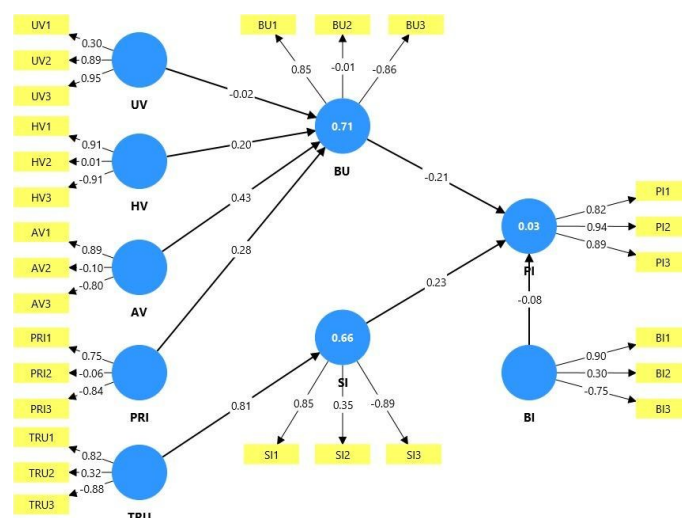 UV1
UV2
UV3
0.30
0.89
0.95
UV
BU1
BU2
BU3
0.85
-0.01
-0.86
-0.02
0.71
BU
HV1
HV2
HV3
0.91
0.01
-0.91
HV
0.20
AV1
AV2
AV3
0.89
-0.10
-0.80
AV
0.43
0.28
-0.21
PI1
PI2
PI3
0.82
0.94
0.89
0.03
PI
0.23
-0.08
PRI1
PRI2
PRI3
0.75
-0.06
-0.84
PRI
0.66
SI
0.85
0.35
-0.89
SI1
SI2
SI3
0.81
BI1
BI2
BI3
0.90
0.30
-0.75
BI
TRU1
TRU2
TRU3
0.82
0.32
-0.88
TRU